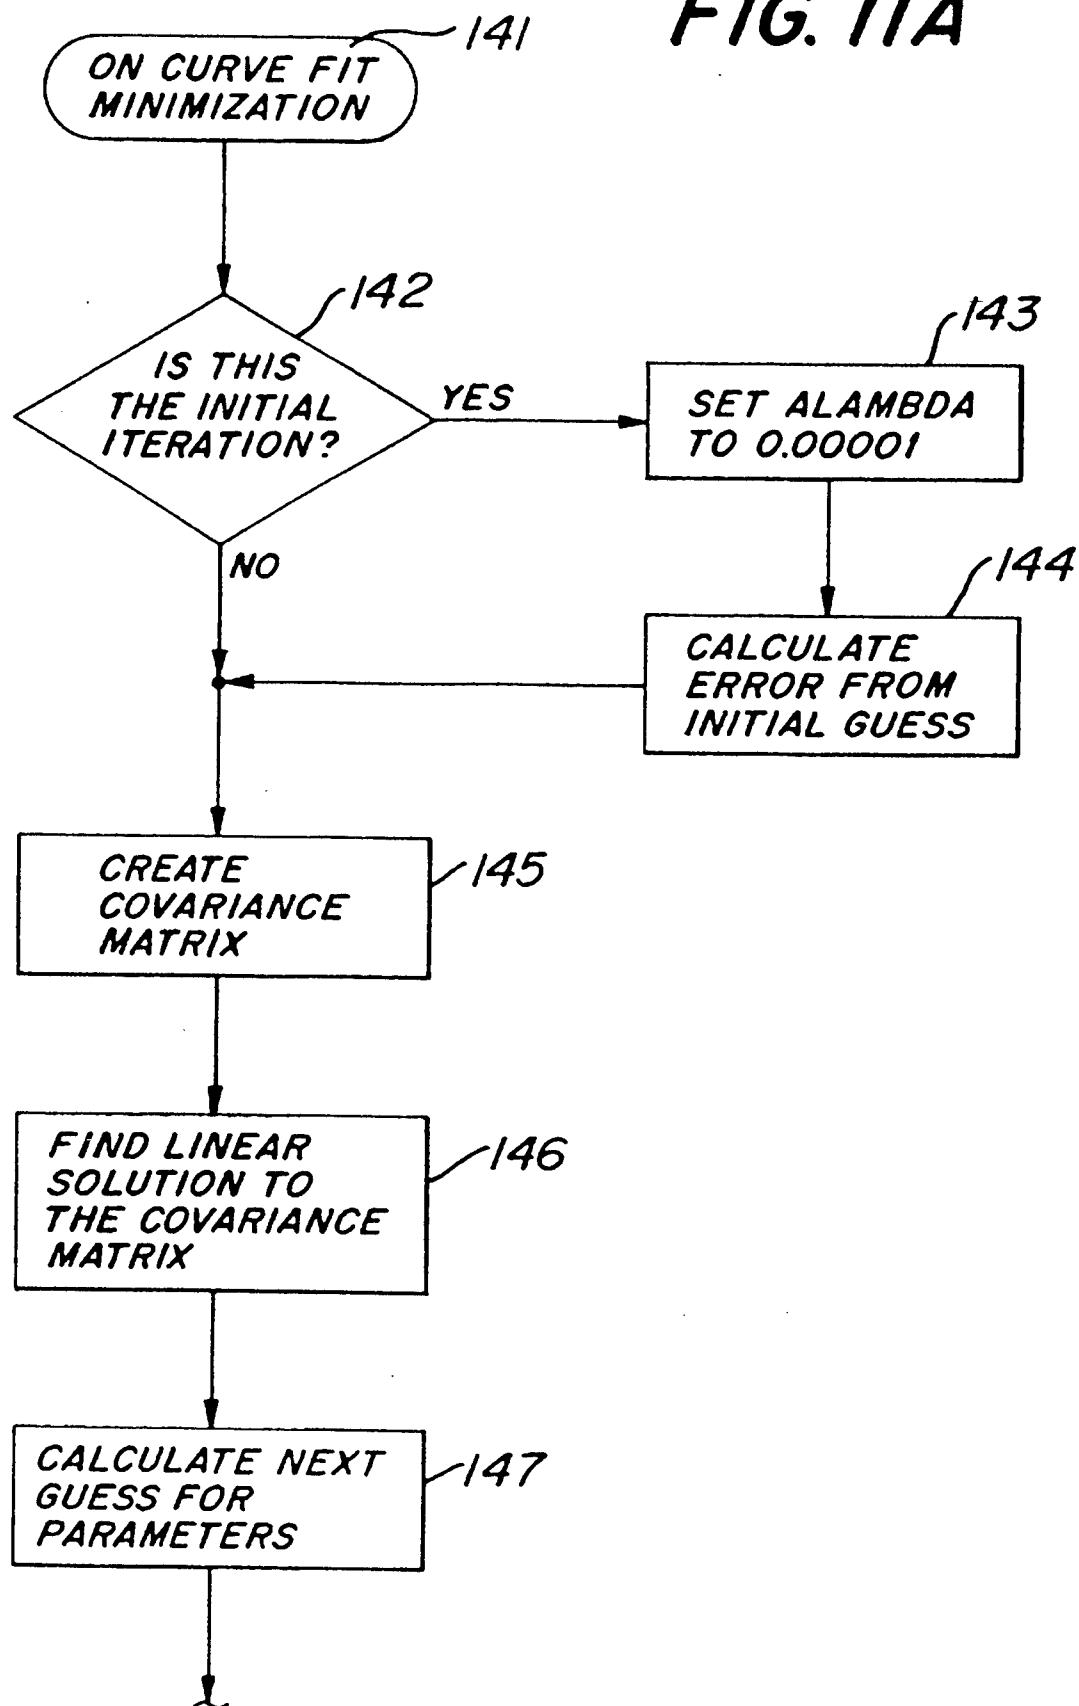 FIG. 11A
141
ON CURVE FIT
MINIMIZATION
142
IS THIS
THE INITIAL
ITERATION?
YES
NO
143
SET ALAMBDA
TO 0.00001
144
CALCULATE
ERROR FROM
INITIAL GUESS
145
CREATE
COVARIANCE
MATRIX
146
FIND LINEAR
SOLUTION TO
THE COVARIANCE
MATRIX
147
CALCULATE NEXT
GUESS FOR
PARAMETERS